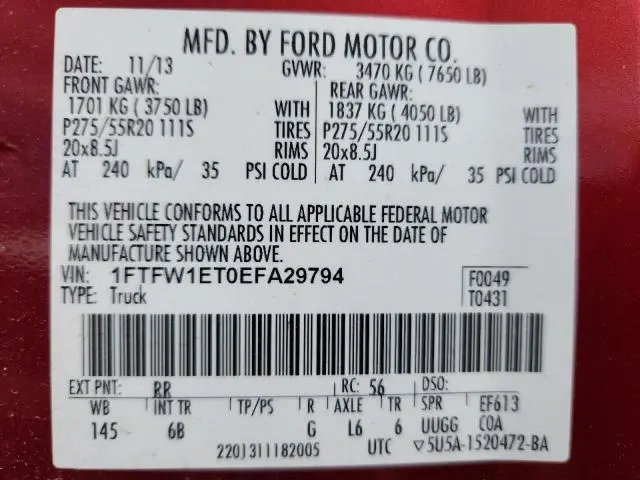 MFD. BY FORD MOTOR CO.
DATE: 11/13 GVWR: 3470 KG ( 7650 LB)
FRONT GAWR: REAR GAWR:
1701 KG ( 3750 LB) WITH 1837 KG ( 4050 LB) WITH
P275/55R20 111S TIRES P275/55R20 111S TIRES
20x8.5J RIMS 20x8.5J RIMS
AT 240 kPa/ 35 PSI COLD AT 240 kPa/ 35 PSI COLD
THIS VEHICLE CONFORMS TO ALL APPLICABLE FEDERAL MOTOR
VEHICLE SAFETY STANDARDS IN EFFECT ON THE DATE OF
MANUFACTURE SHOWN ABOVE.
VIN: 1FTFW1ET0EFA29794 F0049
TYPE: Truck T0431
EXT PNT: RR RC: 56 DSO:
WB INT TR TP/PS R AXLE TR SPR EF613
145 6B G L6 6 UUGG COA
2201311182005 UTC ▽5U5A-1520472-BA